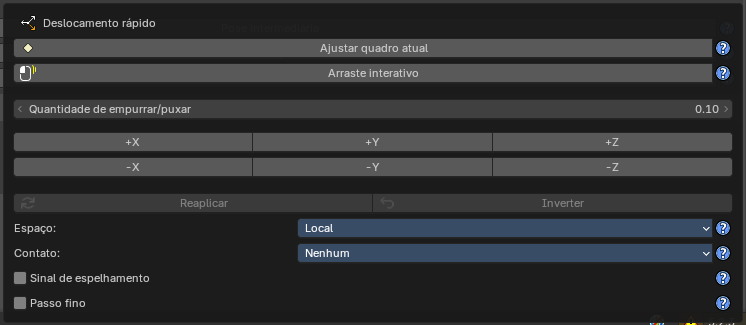 Deslocamento rápido
Ajustar quadro atual
Arraste interativo
Quantidade de empurrar/puxar 0.10
+X +Y +Z
-X -Y -Z
Reaplicar Inverter
Espaço: Local
Contato: Nenhum
Sinal de espelhamento
Passo fino